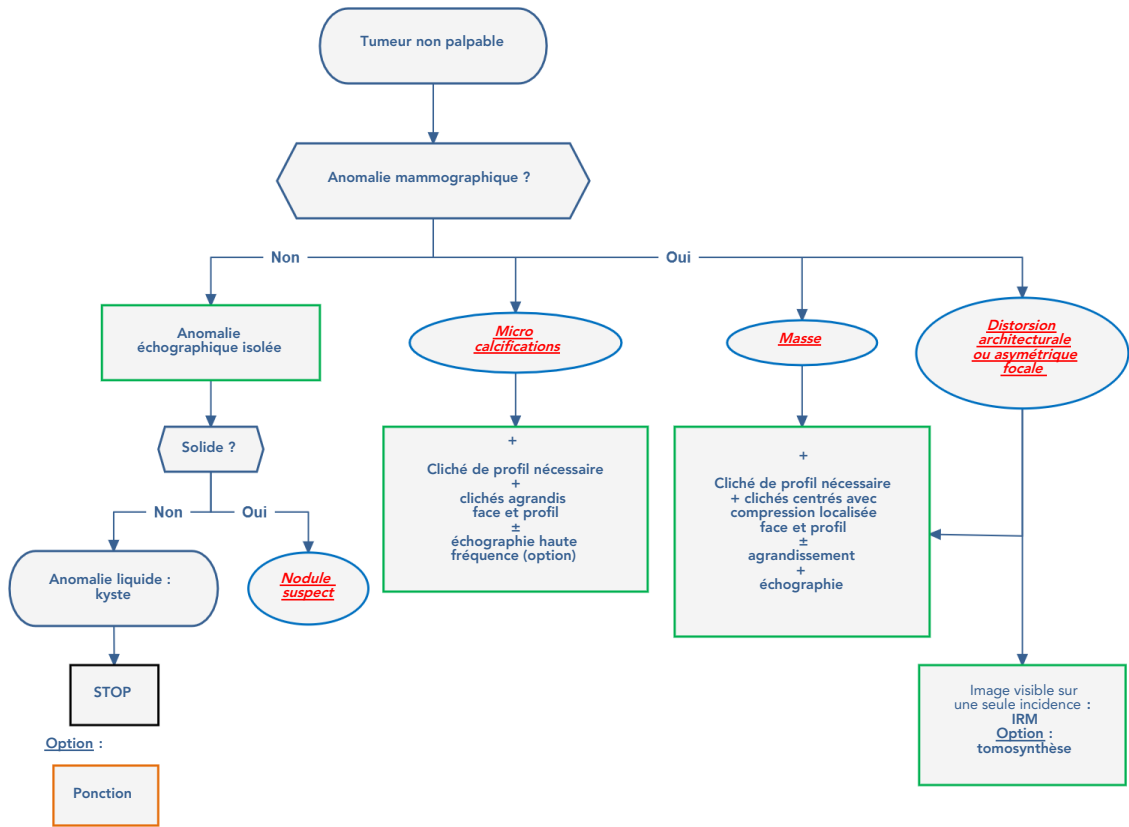 Tumeur non palpable
Anomalie mammographique ?
Non
Oui
Anomalie
échographique isolée
Micro
calcifications
Masse
Distorsion
architecturale
ou asymétrique
focale
Solide ?
Non
Oui
Anomalie liquide :
kyste
Nodule
suspect
STOP
Option :
Ponction
+
Cliché de profil nécessaire
+
clichés agrandis
face et profil
±
échographie haute
fréquence (option)
+
Cliché de profil nécessaire
+ clichés centrés avec
compression localisée
face et profil
±
agrandissement
+
échographie
Image visible sur
une seule incidence :
IRM
Option :
tomosynthèse